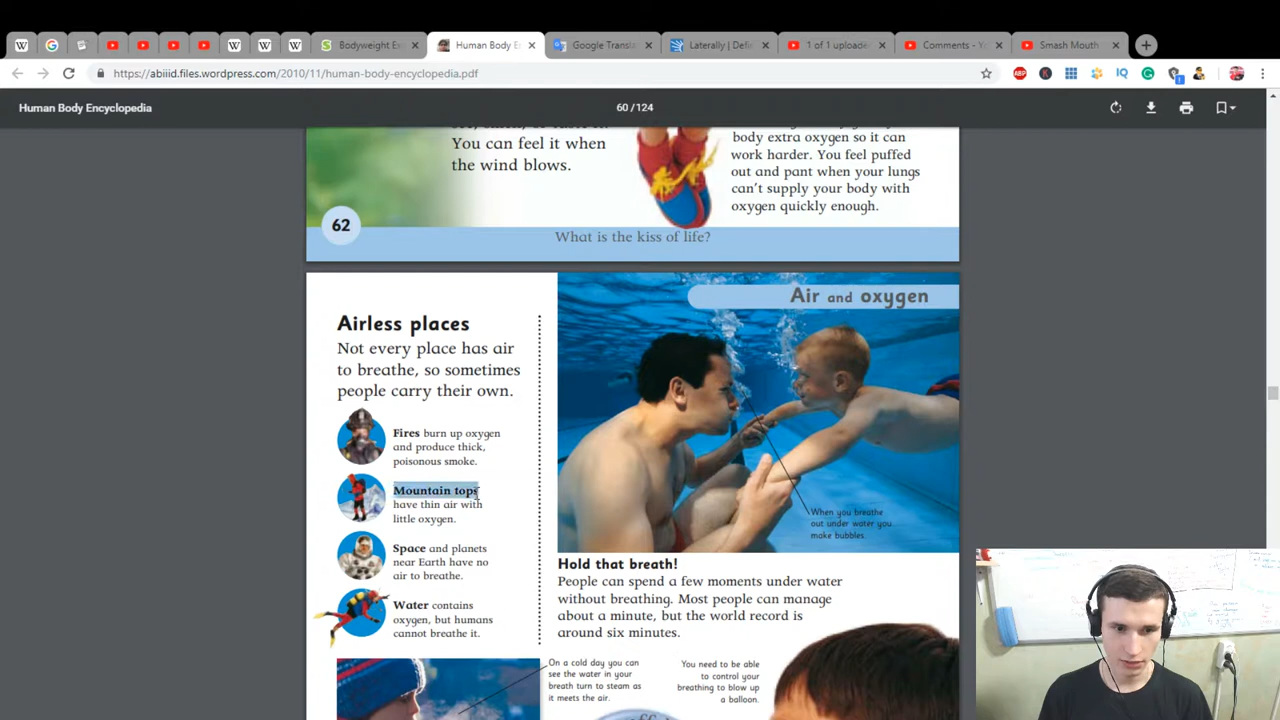 Bodyweight Ex
Human Body E
Google Transl
Laterally | Defi
1 of 1 uploade
Comments - Y
Smash Mouth
https://abiiid.files.wordpress.com/2010/11/human-body-encyclopedia.pdf
Human Body Encyclopedia
60 / 124
You can feel it when
the wind blows.
body extra oxygen so it can
work harder. You feel puffed
out and pant when your lungs
can't supply your body with
oxygen quickly enough.
62
What is the kiss of life?
Air and oxygen
Airless places
Not every place has air
to breathe, so sometimes
people carry their own.
Fires burn up oxygen
and produce thick,
poisonous smoke.
Mountain tops
have thin air with
little oxygen.
Space and planets
near Earth have no
air to breathe.
Water contains
oxygen, but humans
cannot breathe it.
When you breathe
out under water you
make bubbles.
Hold that breath!
People can spend a few moments under water
without breathing. Most people can manage
about a minute, but the world record is
around six minutes.
On a cold day you can
see the water in your
breath turn to steam as
it meets the air.
You need to be able
to control your
breathing to blow up
a balloon.